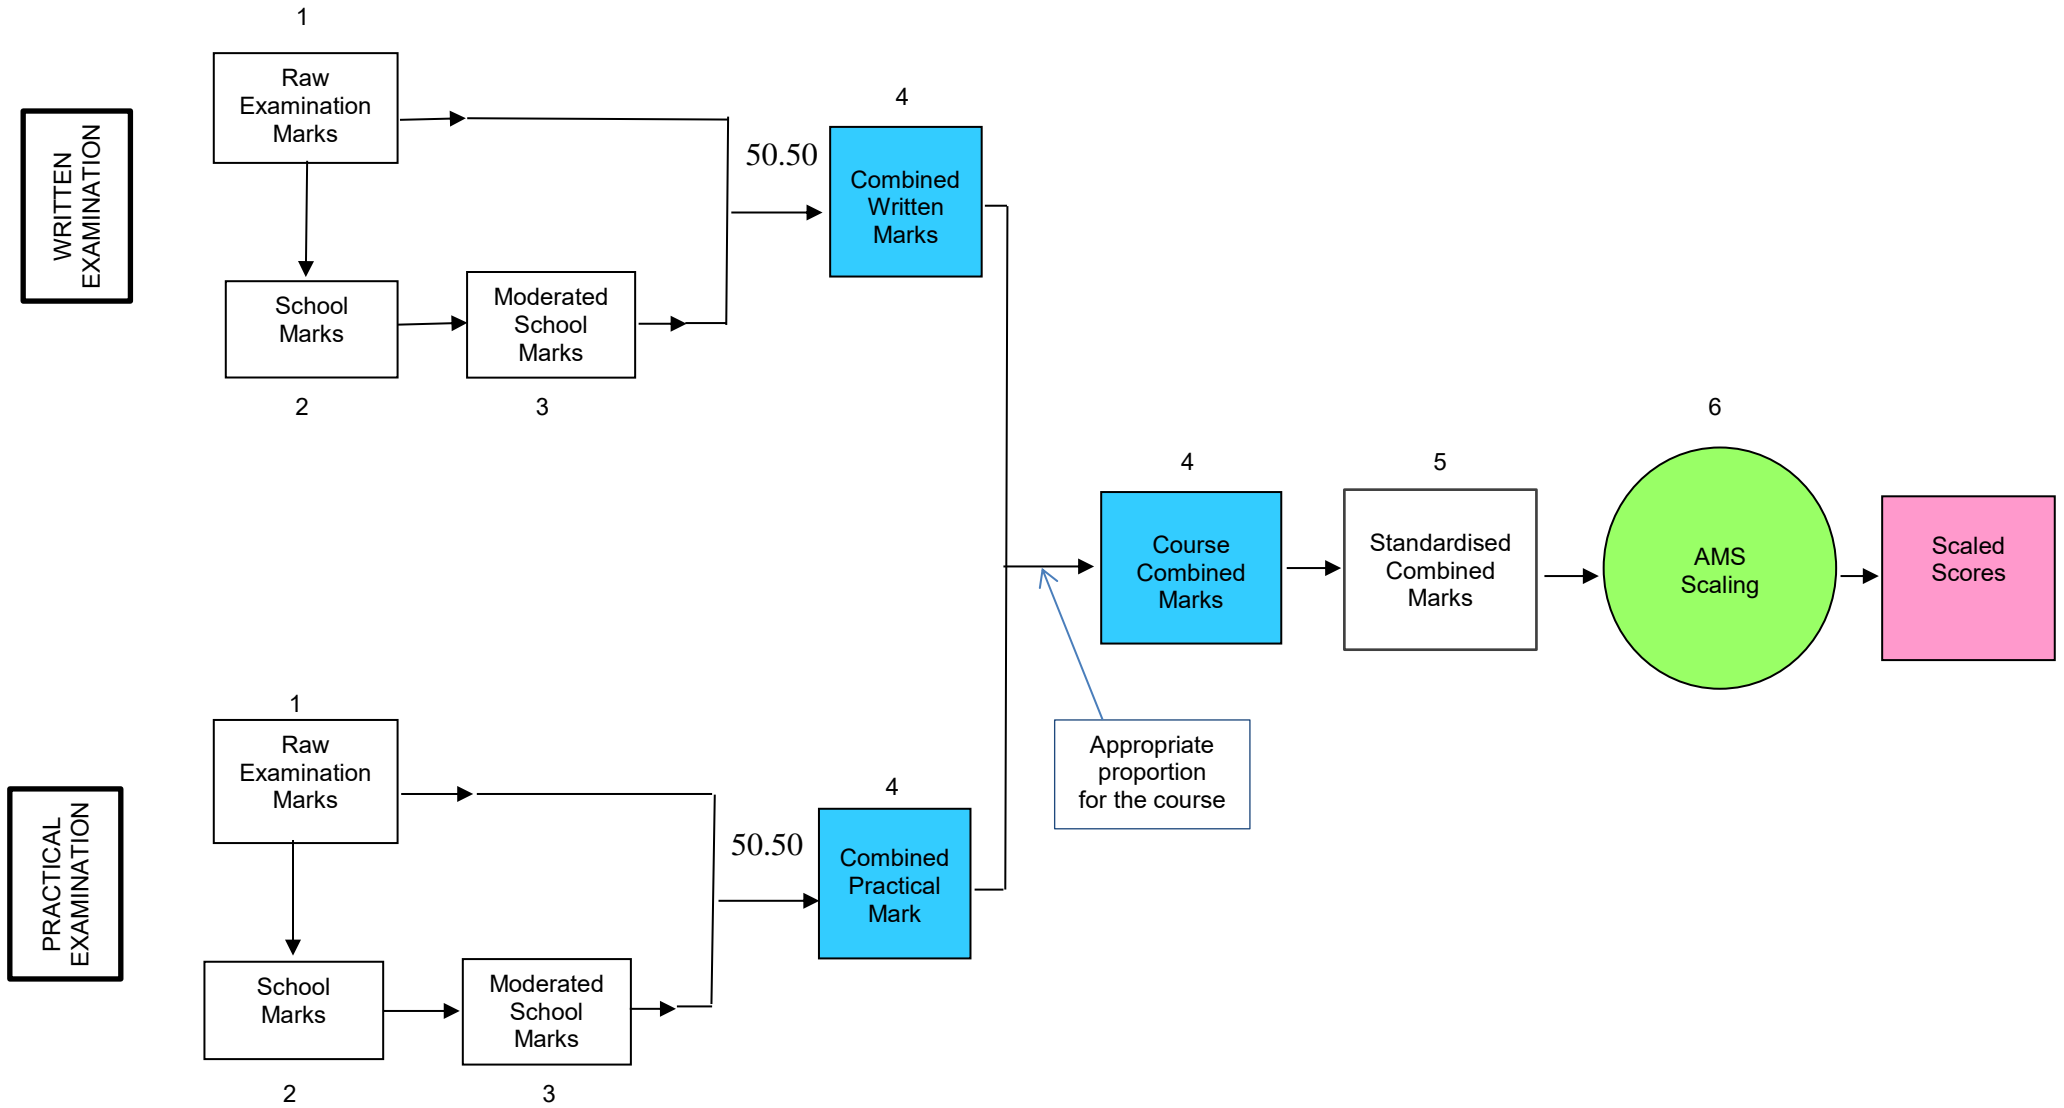 1
Raw
Examination
Marks
WRITTEN
EXAMINATION
50.50
4
Combined
Written
Marks
School
Marks
Moderated
School
Marks
2
3
4
Course
Combined
Marks
5
Standardised
Combined
Marks
6
AMS
Scaling
Scaled
Scores
Appropriate
proportion
for the course
1
Raw
Examination
Marks
PRACTICAL
EXAMINATION
50.50
4
Combined
Practical
Mark
School
Marks
Moderated
School
Marks
2
3